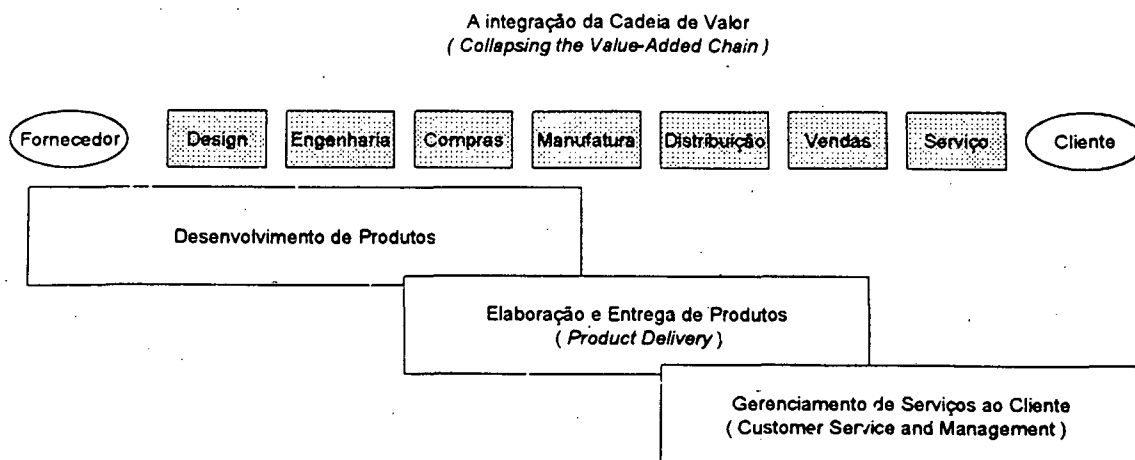 A integração da Cadeia de Valor
( Collapsing the Value-Added Chain )
Fornecedor Design Engenharia Compras Manufatura Distribuição Vendas Serviço Cliente
Desenvolvimento de Produtos
Elaboração e Entrega de Produtos
( Product Delivery )
Gerenciamento de Serviços ao Cliente
( Customer Service and Management )